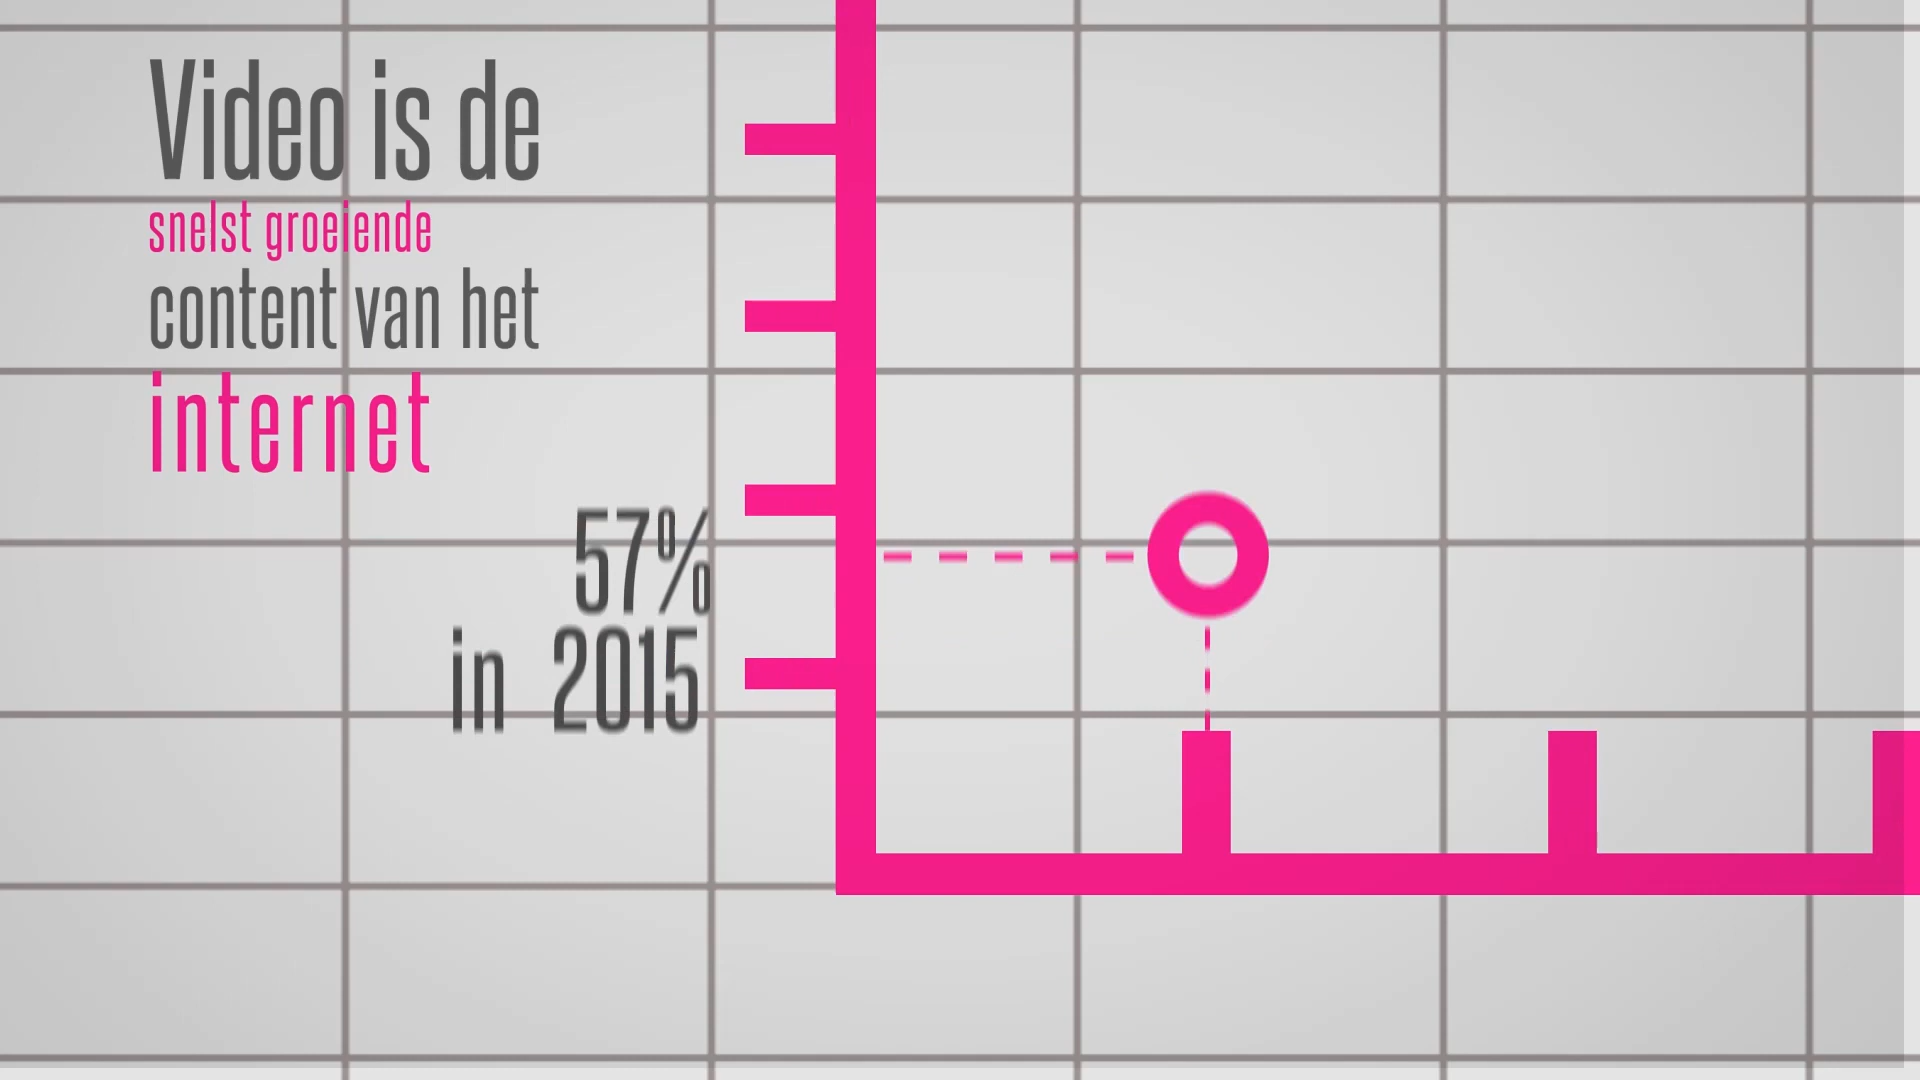 Video is de
snelst groeiende
content van het
internet
57%
in 2015